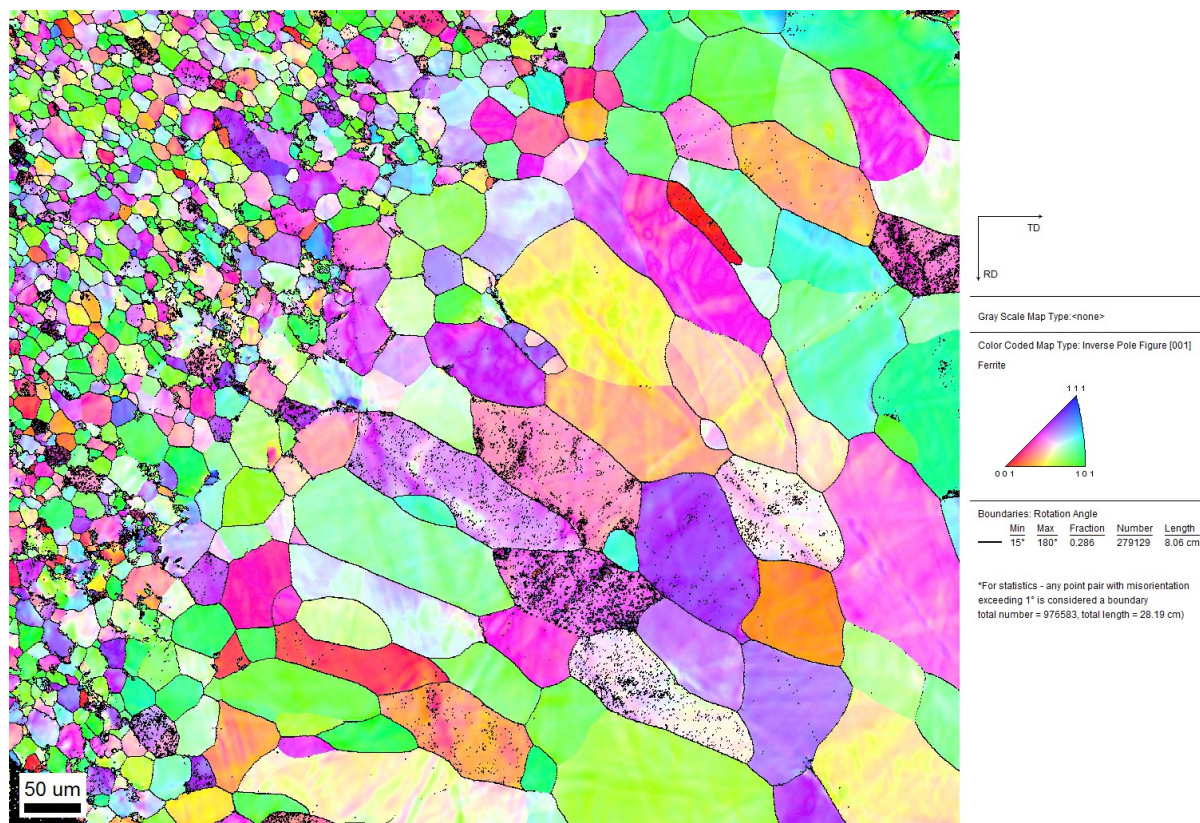 50 um
TD
RD
Gray Scale Map Type:<none>
Color Coded Map Type: Inverse Pole Figure [001]
Ferrite
1 1 1
0 0 1
1 0 1
Boundaries: Rotation Angle
Min Max Fraction Number Length
15° 180° 0.286 279129 8.06 cm
*For statistics - any point pair with misorientation
exceeding 1° is considered a boundary
total number = 976583, total length = 28.19 cm)